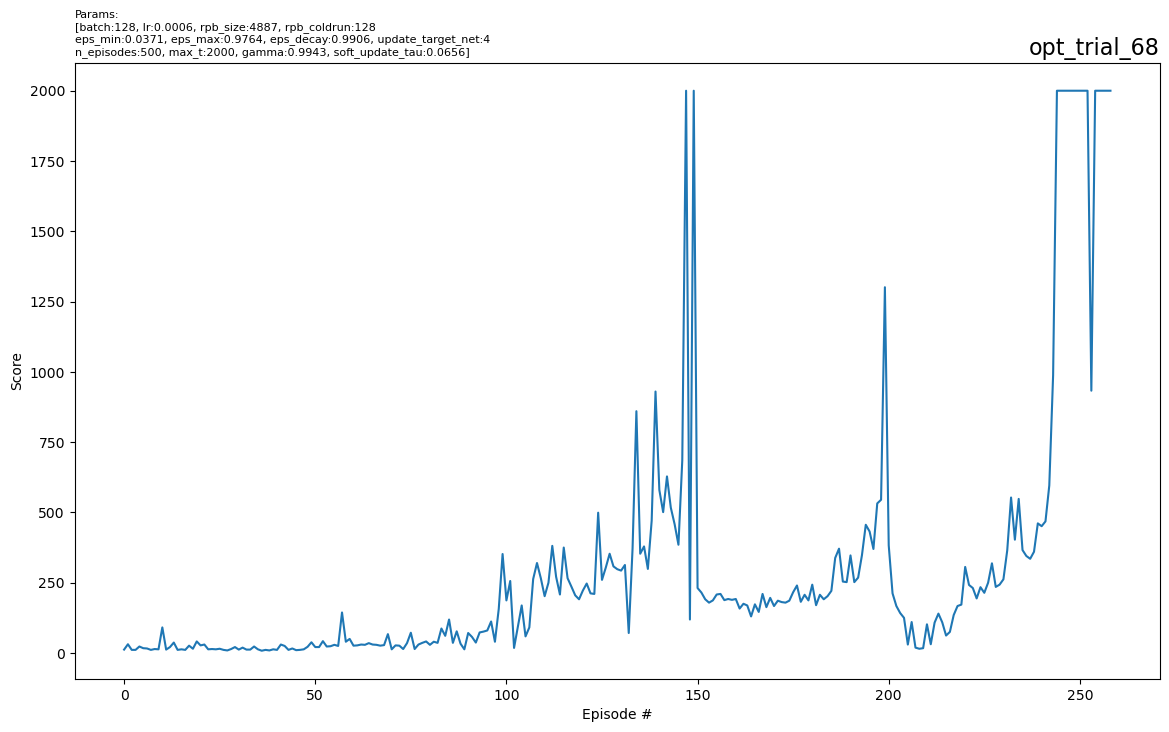 Params:
[batch:128, lr:0.0006, rpb_size:4887, rpb_coldrun:128
eps_min:0.0371, eps_max:0.9764, eps_decay:0.9906, update_target_net:4
n_episodes:500, max_t:2000, gamma:0.9943, soft_update_tau:0.0656]
opt_trial_68
2000
1750
1500
1250
1000
750
500
250
0
Score
0 50 100 150 200 250
Episode #